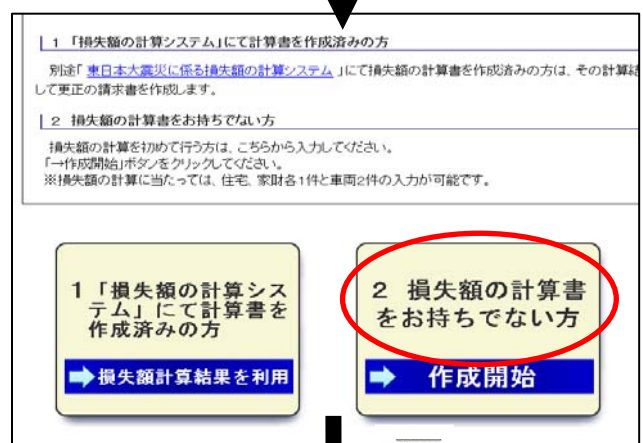 1 「損失額の計算システム」にて計算書を作成済みの方
別途「 東日本大震災に係る損失額の計算システム 」にて損失額の計算書を作成済みの方は、その計算結
して更正の請求書を作成します。
2 損失額の計算書をお持ちでない方
損失額の計算を初めて行う方は、こちらから入力してください。
「→作成開始」ボタンをクリックしてください。
※損失額の計算に当たっては、住宅、家財各1件と車両2件の入力が可能です。
1「損失額の計算シス
テム」にて計算書を
作成済みの方
➡損失額計算結果を利用
2 損失額の計算書
をお持ちでない方
➡ 作成開始